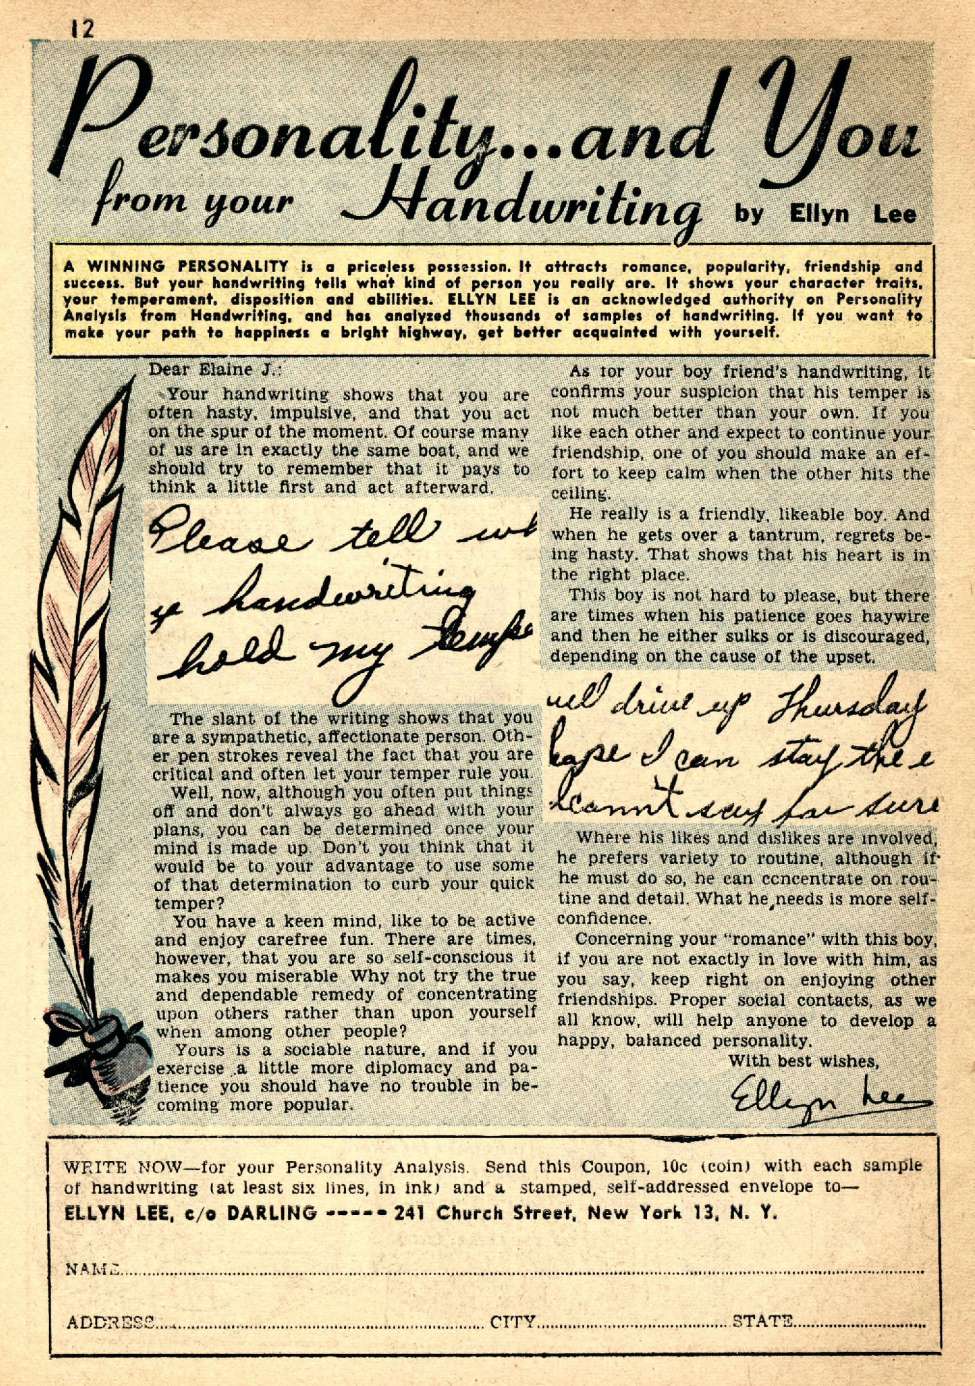 12
Personality...and You
from your Handwriting by Ellyn Lee
A WINNING PERSONALITY is a priceless possession. It attracts romance, popularity, friendship and
success. But your handwriting tells what kind of person you really are. It shows your character traits,
your temperament, disposition and abilities. ELLYN LEE is an acknowledged authority on Personality
Analysis from Handwriting, and has analyzed thousands of samples of handwriting. If you want to
make your path to happiness a bright highway, get better acquainted with yourself.
Dear Elaine J.:
Your handwriting shows that you are
often hasty, impulsive, and that you act
on the spur of the moment. Of course many
of us are in exactly the same boat, and we
should try to remember that it pays to
think a little first and act afterward.
Please tell wh
handwriting
hold my tempe
The slant of the writing shows that you
are a sympathetic, affectionate person. Oth-
er pen strokes reveal the fact that you are
critical and often let your temper rule you.
Well, now, although you often put things
off and don't always go ahead with your
plans, you can be determined once your
mind is made up. Don't you think that it
would be to your advantage to use some
of that determination to curb your quick
temper?
You have a keen mind, like to be active
and enjoy carefree fun. There are times,
however, that you are so self-conscious it
makes you miserable Why not try the true
and dependable remedy of concentrating
upon others rather than upon yourself
when among other people?
Yours is a sociable nature, and if you
exercise a little more diplomacy and pa-
tience you should have no trouble in be-
coming more popular.
As for your boy friend's handwriting, it
confirms your suspicion that his temper is
not much better than your own. If you
like each other and expect to continue your
friendship, one of you should make an ef-
fort to keep calm when the other hits the
ceiling.
He really is a friendly, likeable boy. And
when he gets over a tantrum, regrets be-
ing hasty. That shows that his heart is in
the right place.
This boy is not hard to please, but there
are times when his patience goes haywire
and then he either sulks or is discouraged,
depending on the cause of the upset.
will drive up Thursday
hope I can stay the e
cann't say for sure
Where his likes and dislikes are involved,
he prefers variety to routine, although if
he must do so, he can concentrate on rou-
tine and detail. What he needs is more self-
confidence.
Concerning your "romance" with this boy,
if you are not exactly in love with him, as
you say, keep right on enjoying other
friendships. Proper social contacts, as we
all know, will help anyone to develop a
happy, balanced personality.
With best wishes,
Ellyn Lee
WRITE NOW—for your Personality Analysis. Send this Coupon, 10c (coin) with each sample
of handwriting (at least six lines, in ink) and a stamped, self-addressed envelope to—
ELLYN LEE, c/o DARLING ----- 241 Church Street, New York 13, N. Y.
NAME
ADDRESS CITY STATE